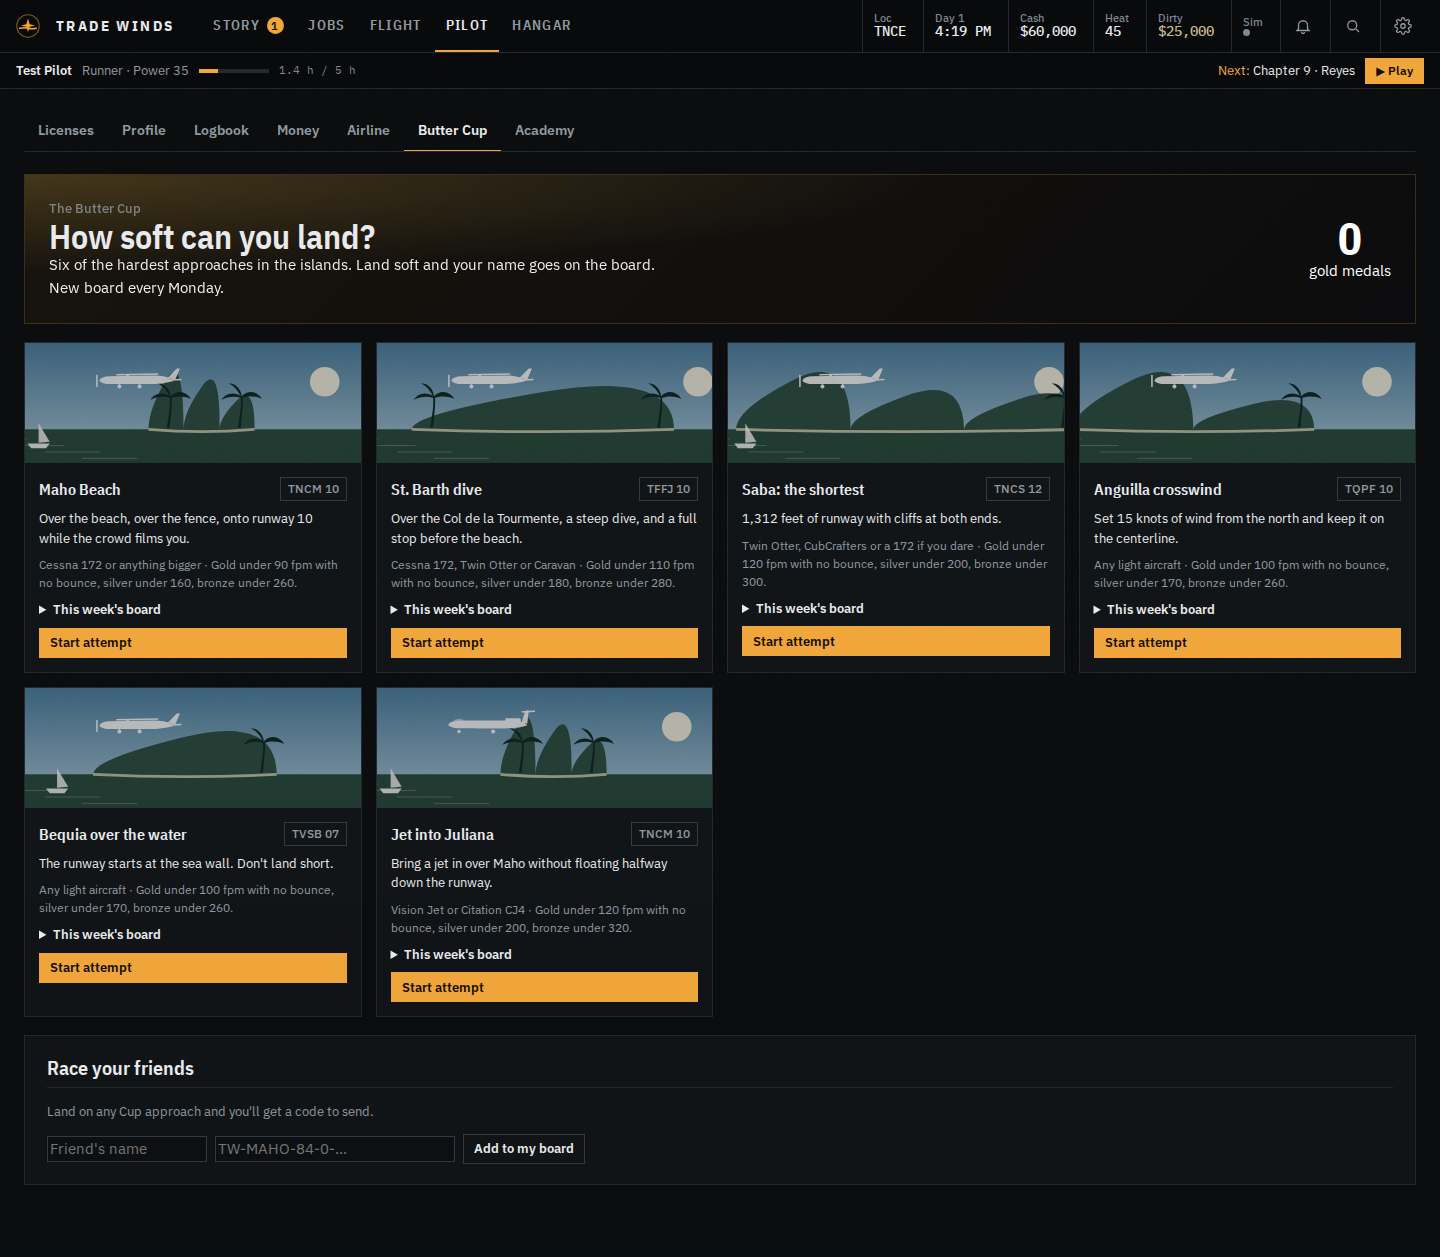 TRADE WINDS
STORY 1 JOBS FLIGHT PILOT HANGAR
Loc Day 1 Cash Heat Dirty Sim
TNCE 4:19 PM $60,000 45 $25,000
Test Pilot Runner · Power 35 1.4 h / 5 h Next: Chapter 9 · Reyes ▶ Play
Licenses Profile Logbook Money Airline Butter Cup Academy
The Butter Cup
How soft can you land?
Six of the hardest approaches in the islands. Land soft and your name goes on the board.
New board every Monday.
0
gold medals
Maho Beach TNCM 10
Over the beach, over the fence, onto runway 10
while the crowd films you.
Cessna 172 or anything bigger · Gold under 90 fpm with
no bounce, silver under 160, bronze under 260.
▶ This week's board
Start attempt
St. Barth dive TFFJ 10
Over the Col de la Tourmente, a steep dive, and a full
stop before the beach.
Cessna 172, Twin Otter or Caravan · Gold under 110 fpm
with no bounce, silver under 180, bronze under 280.
▶ This week's board
Start attempt
Saba: the shortest TNCS 12
1,312 feet of runway with cliffs at both ends.
Twin Otter, CubCrafters or a 172 if you dare · Gold under
120 fpm with no bounce, silver under 200, bronze under
300.
▶ This week's board
Start attempt
Anguilla crosswind TQPF 10
Set 15 knots of wind from the north and keep it on
the centerline.
Any light aircraft · Gold under 100 fpm with no bounce,
silver under 170, bronze under 260.
▶ This week's board
Start attempt
Bequia over the water TVSB 07
The runway starts at the sea wall. Don't land short.
Any light aircraft · Gold under 100 fpm with no bounce,
silver under 170, bronze under 260.
▶ This week's board
Start attempt
Jet into Juliana TNCM 10
Bring a jet in over Maho without floating halfway
down the runway.
Vision Jet or Citation CJ4 · Gold under 120 fpm with no
bounce, silver under 200, bronze under 320.
▶ This week's board
Start attempt
Race your friends
Land on any Cup approach and you'll get a code to send.
Friend's name TW-MAHO-84-0-... Add to my board